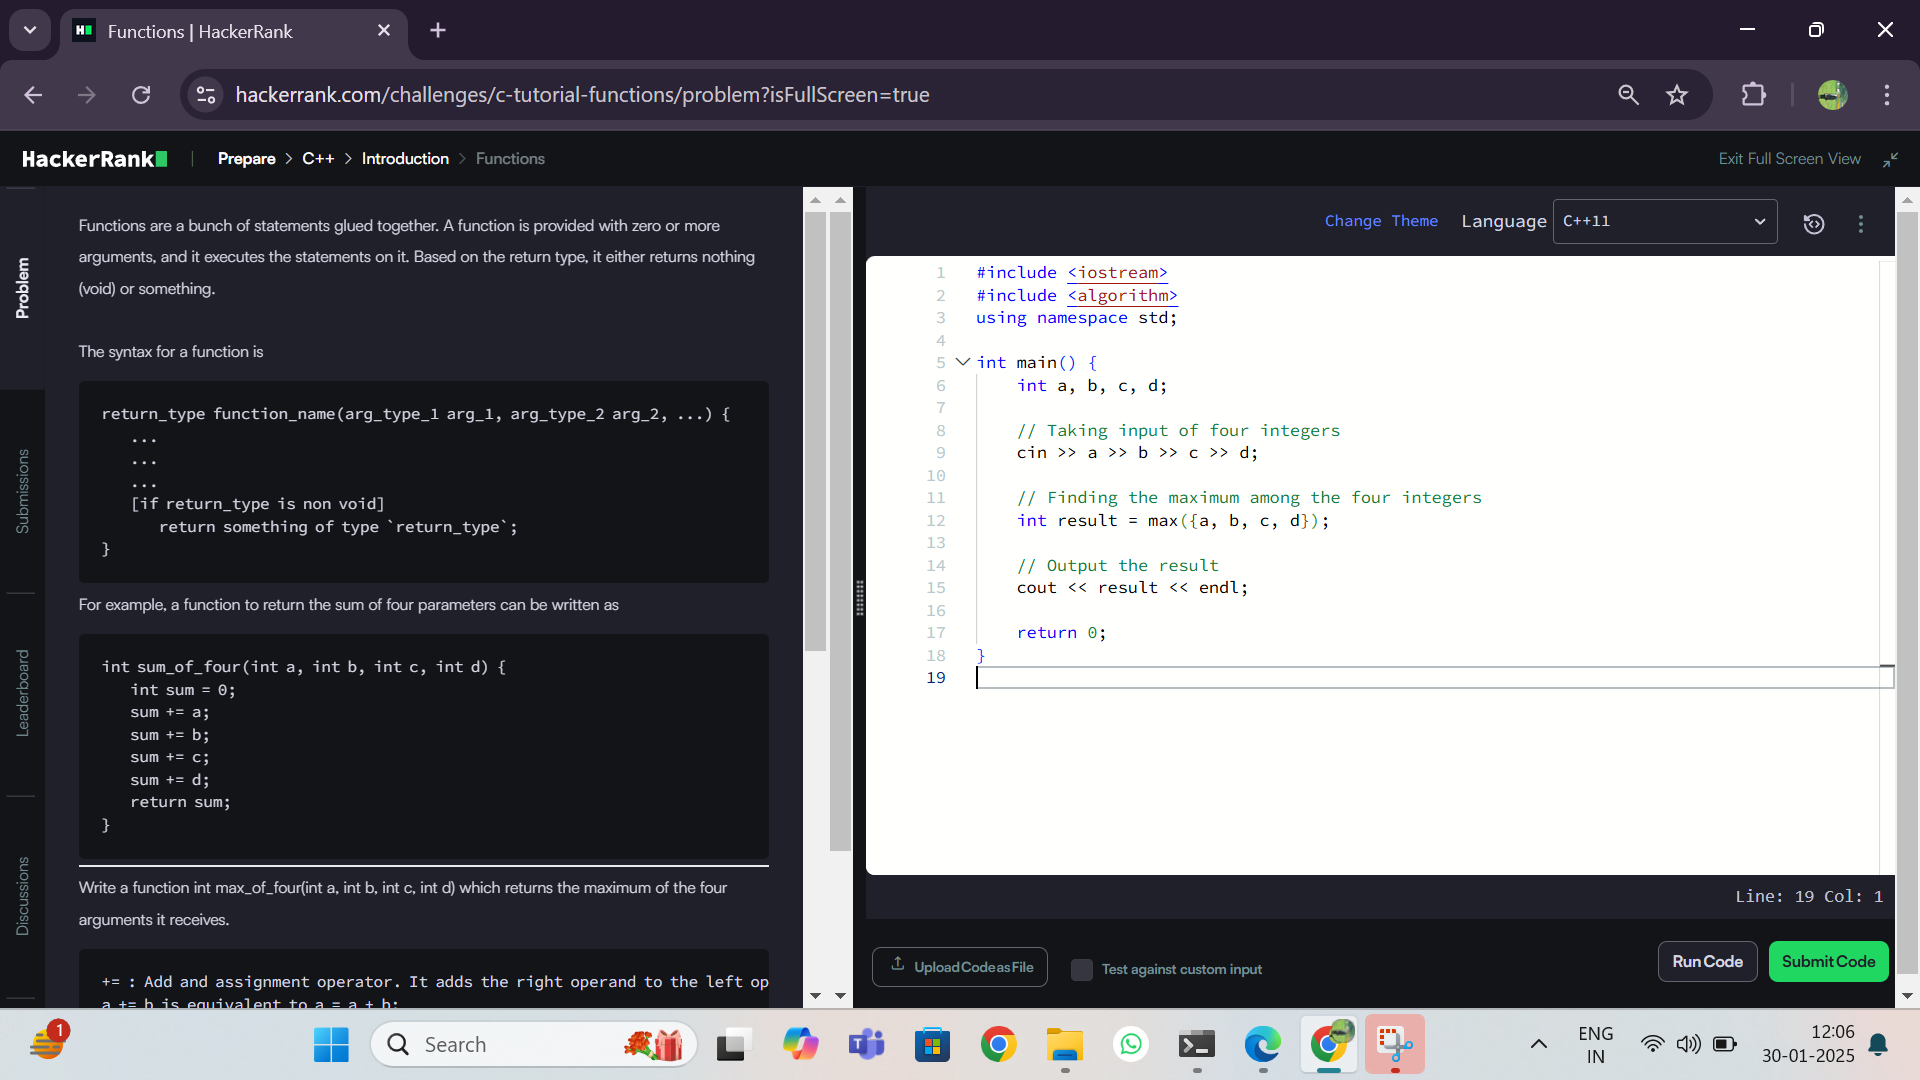 Functions | HackerRank
hackerrank.com/challenges/c-tutorial-functions/problem?isFullScreen=true
HackerRank
Prepare > C++ > Introduction > Functions
Exit Full Screen View
Problem
Submissions
Leaderboard
Discussions
Functions are a bunch of statements glued together. A function is provided with zero or more
arguments, and it executes the statements on it. Based on the return type, it either returns nothing
(void) or something.
The syntax for a function is
return_type function_name(arg_type_1 arg_1, arg_type_2 arg_2, ...) {
...
...
...
[if return_type is non void]
return something of type `return_type`;
}
For example, a function to return the sum of four parameters can be written as
int sum_of_four(int a, int b, int c, int d) {
int sum = 0;
sum += a;
sum += b;
sum += c;
sum += d;
return sum;
}
Write a function int max_of_four(int a, int b, int c, int d) which returns the maximum of the four
arguments it receives.
+= : Add and assignment operator. It adds the right operand to the left op
a += b is equivalent to a = a + b;
Change Theme Language C++11
1 #include <iostream>
2 #include <algorithm>
3 using namespace std;
4
5 int main() {
6 int a, b, c, d;
7
8 // Taking input of four integers
9 cin >> a >> b >> c >> d;
10
11 // Finding the maximum among the four integers
12 int result = max({a, b, c, d});
13
14 // Output the result
15 cout << result << endl;
16
17 return 0;
18 }
19
Line: 19 Col: 1
Upload Code as File
Test against custom input
Run Code
Submit Code
1
Search
ENG
IN
12:06
30-01-2025